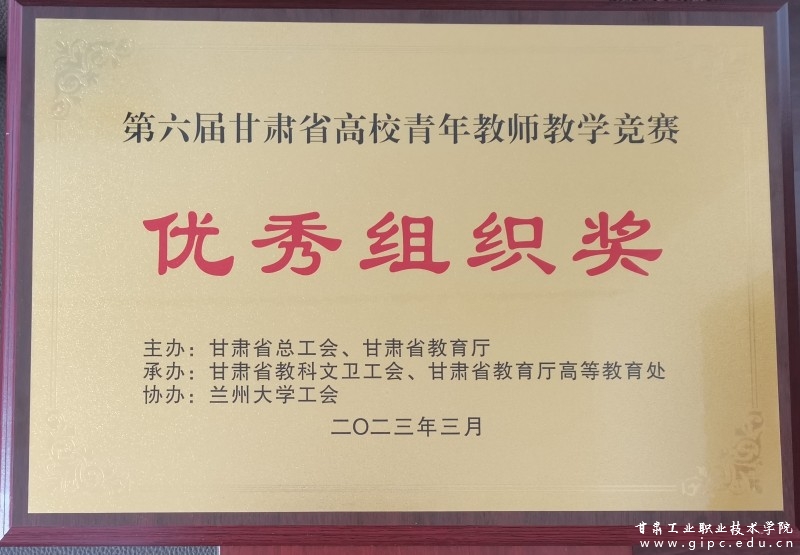 第六届甘肃省高校青年教师教学竞赛
优秀组织奖
主办：甘肃省总工会、甘肃省教育厅
承办：甘肃省教科文卫工会、甘肃省教育厅高等教育处
协办：兰州大学工会
二〇二三年三月
甘肃工业职业技术学院
www.gipc.edu.cn